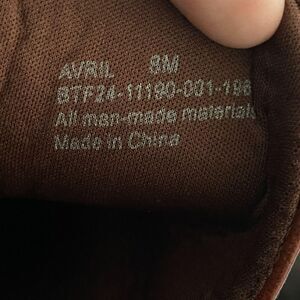 AVRIL 8M
BTF24-11190-001-196
All man-made materials
Made in China